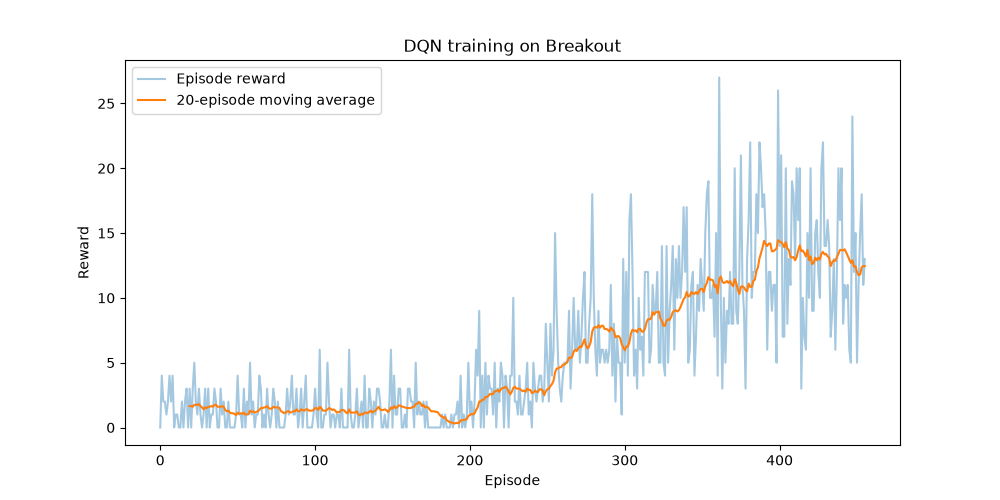 DQN training on Breakout
Episode reward
20-episode moving average
25
20
15
10
5
0
Reward
0 100 200 300 400
Episode